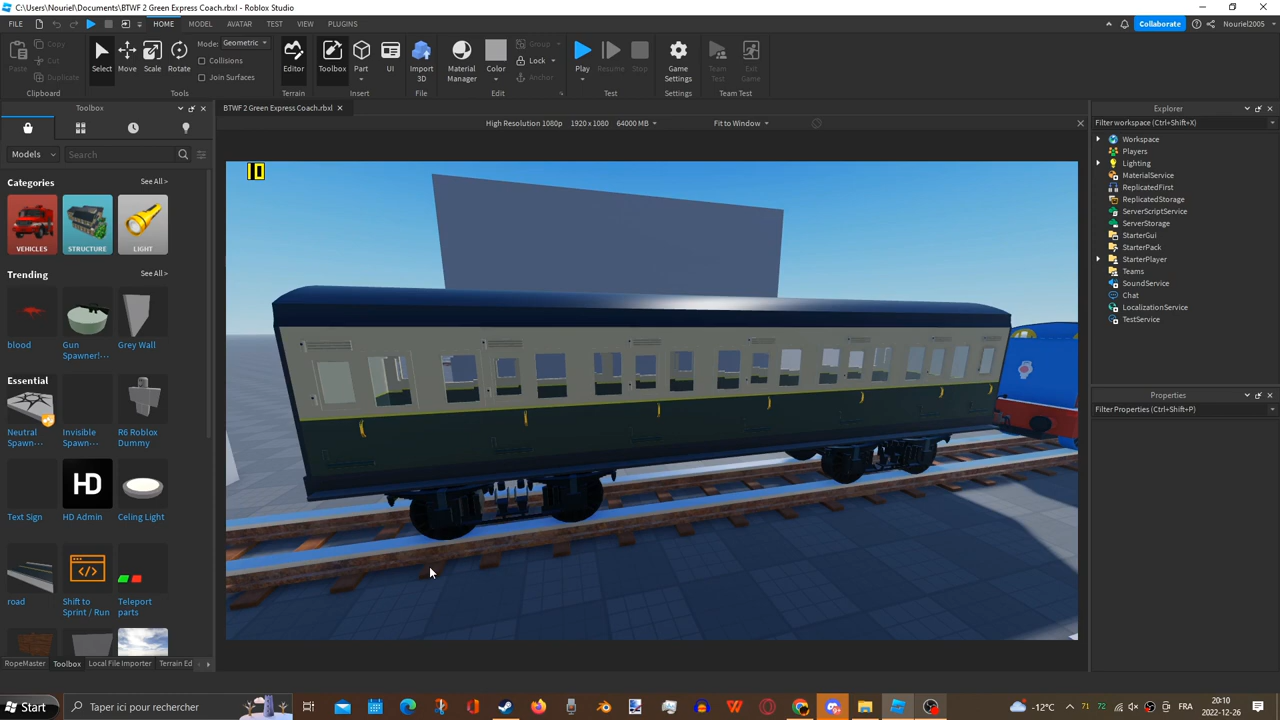 C:\Users\Nouriel\Documents\BTWF 2 Green Express Coach.rbxl - Roblox Studio
FILE
HOME
MODEL
AVATAR
TEST
VIEW
PLUGINS
Collaborate
Nouriel2005
Paste
Copy
Cut
Duplicate
Clipboard
Select
Move
Scale
Rotate
Mode: Geometric
Collisions
Join Surfaces
Tools
Editor
Terrain
Toolbox
Part
UI
Insert
Import
3D
File
Material
Manager
Color
Group
Lock
Anchor
Edit
Play
Resume
Stop
Test
Game
Settings
Settings
Team
Test
Exit
Game
Team Test
Toolbox
Models
Search
Categories
See All >
VEHICLES
STRUCTURE
LIGHT
Trending
See All >
blood
Gun
Spawner!···
Grey Wall
Essential
See All >
Neutral
Spawn···
Invisible
Spawn···
R6 Roblox
Dummy
HD
Text Sign
HD Admin
Celing Light
road
Shift to
Sprint / Run
Teleport
parts
RopeMaster
Toolbox
Local File Importer
Terrain Ed
BTWF 2 Green Express Coach.rbxl
High Resolution 1080p
1920 x 1080
64000 MB
Fit to Window
10
Explorer
Filter workspace (Ctrl+Shift+X)
Workspace
Players
Lighting
MaterialService
ReplicatedFirst
ReplicatedStorage
ServerScriptService
ServerStorage
StarterGui
StarterPack
StarterPlayer
Teams
SoundService
Chat
LocalizationService
TestService
Properties
Filter Properties (Ctrl+Shift+P)
Start
Taper ici pour rechercher
-12°C
71
72
FRA
20:10
2022-12-26